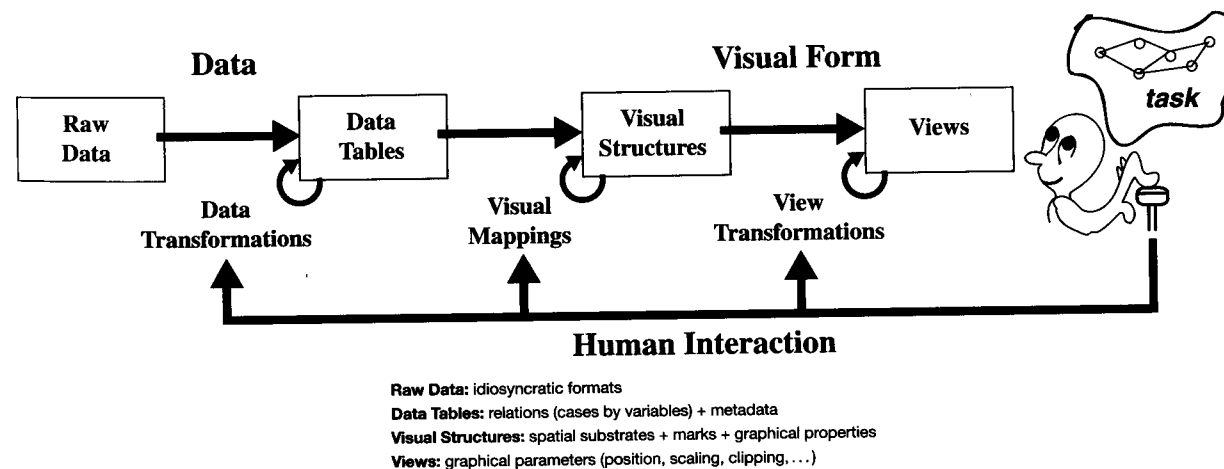 Data
Visual Form
task
Raw
Data
Data
Tables
Visual
Structures
Views
Data
Transformations
Visual
Mappings
View
Transformations
Human Interaction
Raw Data: idiosyncratic formats
Data Tables: relations (cases by variables) + metadata
Visual Structures: spatial substrates + marks + graphical properties
Views: graphical parameters (position, scaling, clipping, ...)